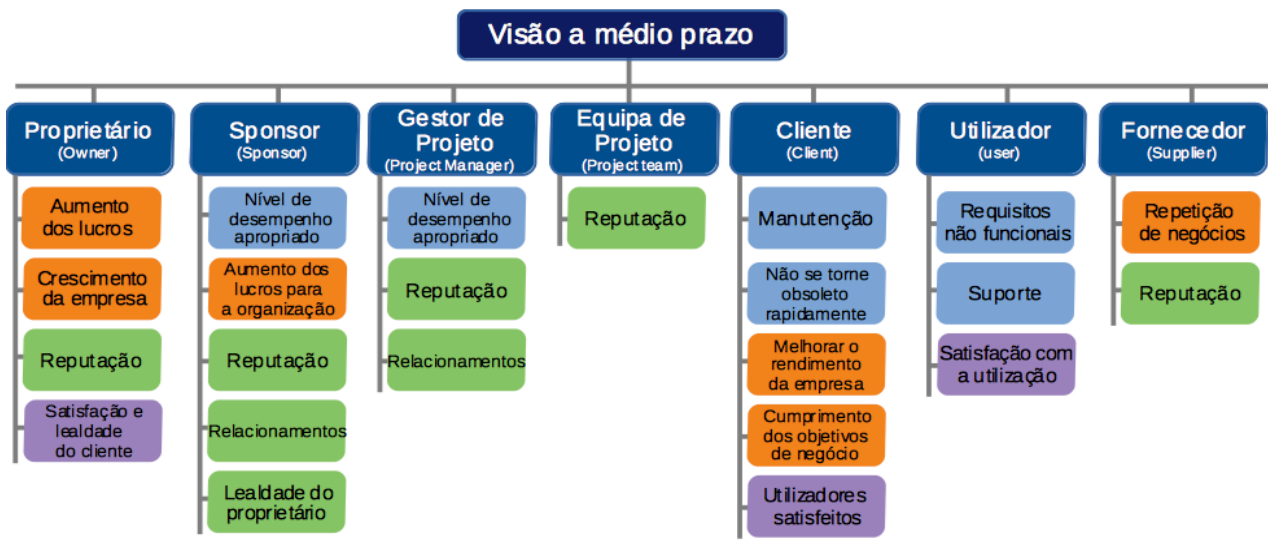 Visão a médio prazo
Proprietário
(Owner)
Aumento
dos lucros
Crescimento
da empresa
Reputação
Satisfação e
lealdade
do cliente
Sponsor
(Sponsor)
Nível de
desempenho
apropriado
Aumento dos
lucros para
a organização
Reputação
Relacionamentos
Lealdade do
proprietário
Gestor de
Projeto
(Project Manager)
Nível de
desempenho
apropriado
Reputação
Relacionamentos
Equipa de
Projeto
(Project team)
Reputação
Cliente
(Client)
Manutenção
Não se torne
obsoleto
rapidamente
Melhorar o
rendimento
da empresa
Cumprimento
dos objetivos
de negócio
Utilizadores
satisfeitos
Utilizador
(user)
Requisitos
não funcionais
Suporte
Satisfação com
a utilização
Fornecedor
(Supplier)
Repetição
de negócios
Reputação